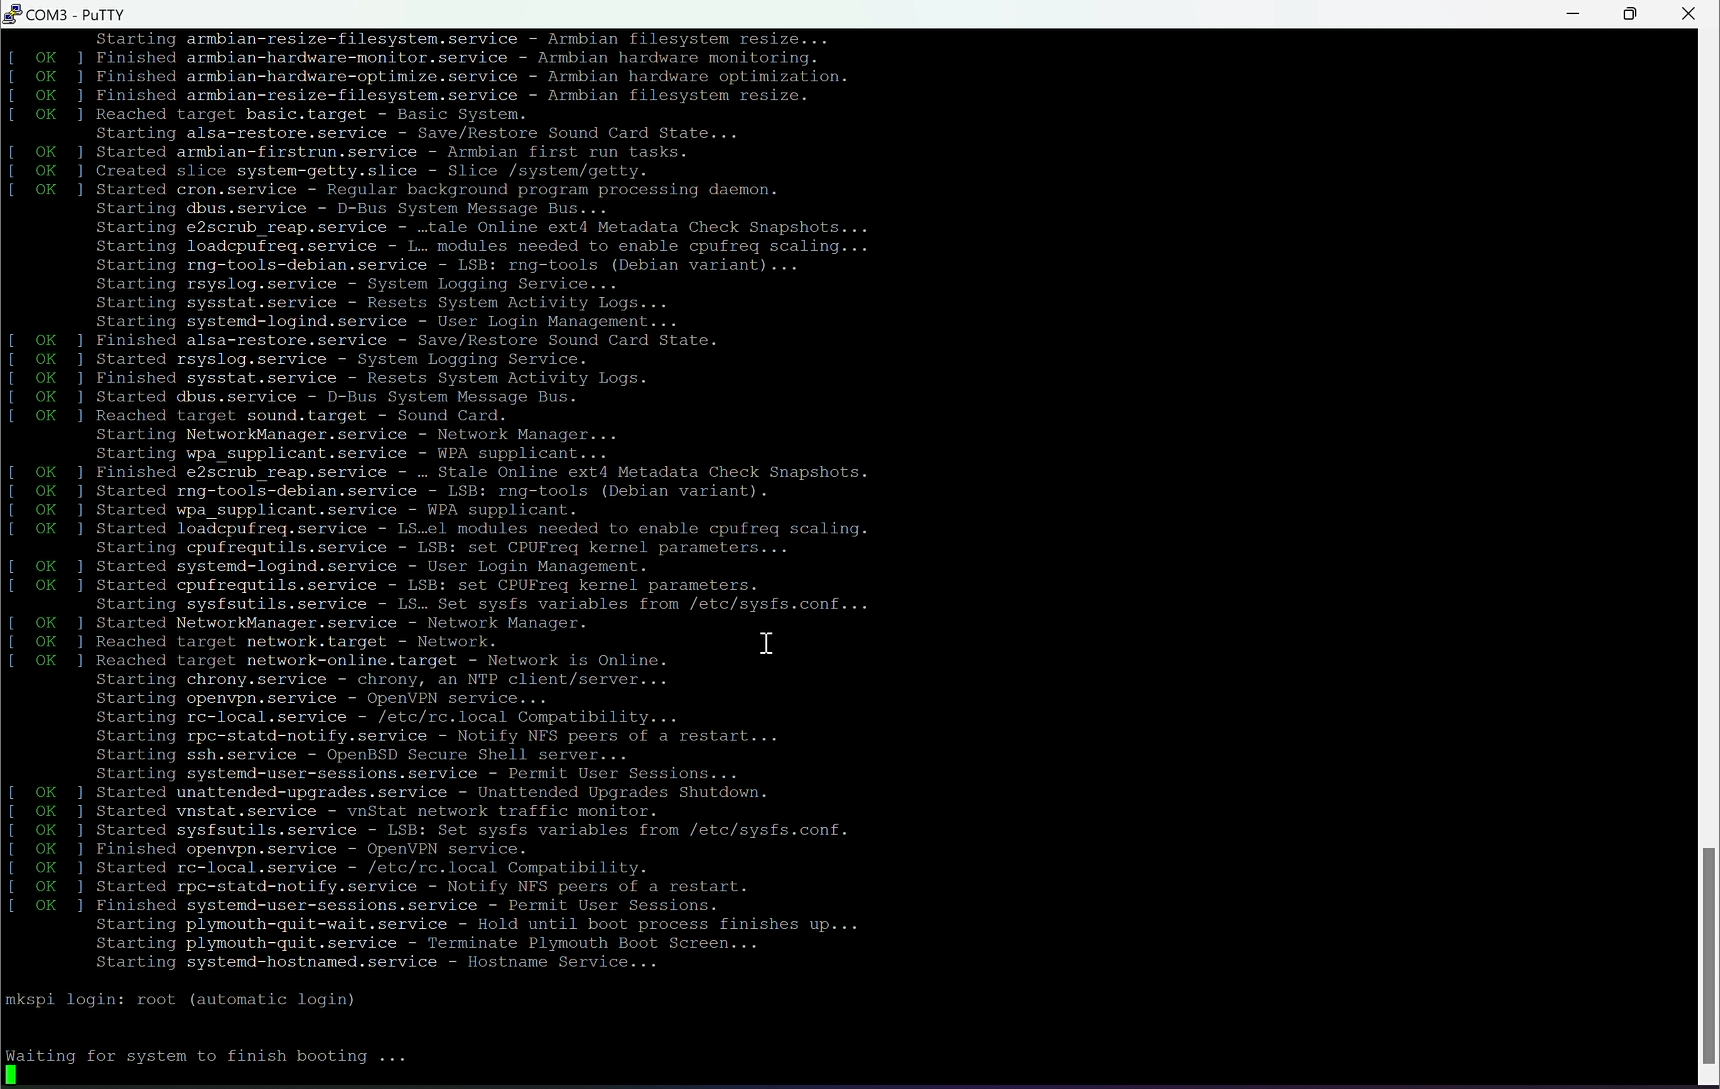 COM3 - PuTTY
Starting armbian-resize-filesystem.service - Armbian filesystem resize...
[ OK ] Finished armbian-hardware-monitor.service - Armbian hardware monitoring.
[ OK ] Finished armbian-hardware-optimize.service - Armbian hardware optimization.
[ OK ] Finished armbian-resize-filesystem.service - Armbian filesystem resize.
[ OK ] Reached target basic.target - Basic System.
Starting alsa-restore.service - Save/Restore Sound Card State...
[ OK ] Started armbian-firstrun.service - Armbian first run tasks.
[ OK ] Created slice system-getty.slice - Slice /system/getty.
[ OK ] Started cron.service - Regular background program processing daemon.
Starting dbus.service - D-Bus System Message Bus...
Starting e2scrub_reap.service - …tale Online ext4 Metadata Check Snapshots...
Starting loadcpufreq.service - L… modules needed to enable cpufreq scaling...
Starting rng-tools-debian.service - LSB: rng-tools (Debian variant)...
Starting rsyslog.service - System Logging Service...
Starting sysstat.service - Resets System Activity Logs...
Starting systemd-logind.service - User Login Management...
[ OK ] Finished alsa-restore.service - Save/Restore Sound Card State.
[ OK ] Started rsyslog.service - System Logging Service.
[ OK ] Finished sysstat.service - Resets System Activity Logs.
[ OK ] Started dbus.service - D-Bus System Message Bus.
[ OK ] Reached target sound.target - Sound Card.
Starting NetworkManager.service - Network Manager...
Starting wpa_supplicant.service - WPA supplicant...
[ OK ] Finished e2scrub_reap.service - … Stale Online ext4 Metadata Check Snapshots.
[ OK ] Started rng-tools-debian.service - LSB: rng-tools (Debian variant).
[ OK ] Started wpa_supplicant.service - WPA supplicant.
[ OK ] Started loadcpufreq.service - LS…el modules needed to enable cpufreq scaling.
Starting cpufrequtils.service - LSB: set CPUFreq kernel parameters...
[ OK ] Started systemd-logind.service - User Login Management.
[ OK ] Started cpufrequtils.service - LSB: set CPUFreq kernel parameters.
Starting sysfsutils.service - LS… Set sysfs variables from /etc/sysfs.conf...
[ OK ] Started NetworkManager.service - Network Manager.
[ OK ] Reached target network.target - Network.
[ OK ] Reached target network-online.target - Network is Online.
Starting chrony.service - chrony, an NTP client/server...
Starting openvpn.service - OpenVPN service...
Starting rc-local.service - /etc/rc.local Compatibility...
Starting rpc-statd-notify.service - Notify NFS peers of a restart...
Starting ssh.service - OpenBSD Secure Shell server...
Starting systemd-user-sessions.service - Permit User Sessions...
[ OK ] Started unattended-upgrades.service - Unattended Upgrades Shutdown.
[ OK ] Started vnstat.service - vnStat network traffic monitor.
[ OK ] Started sysfsutils.service - LSB: Set sysfs variables from /etc/sysfs.conf.
[ OK ] Finished openvpn.service - OpenVPN service.
[ OK ] Started rc-local.service - /etc/rc.local Compatibility.
[ OK ] Started rpc-statd-notify.service - Notify NFS peers of a restart.
[ OK ] Finished systemd-user-sessions.service - Permit User Sessions.
Starting plymouth-quit-wait.service - Hold until boot process finishes up...
Starting plymouth-quit.service - Terminate Plymouth Boot Screen...
Starting systemd-hostnamed.service - Hostname Service...
mkspi login: root (automatic login)
Waiting for system to finish booting ...